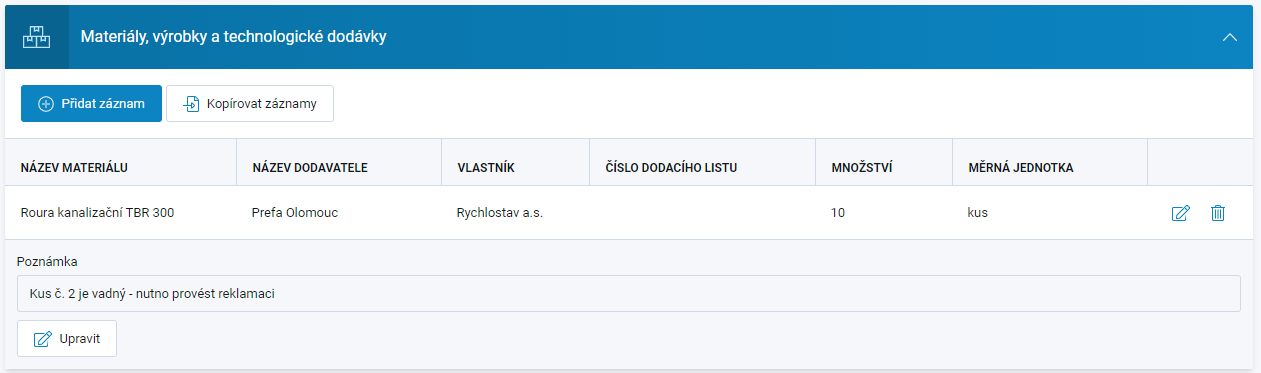 Materiály, výrobky a technologické dodávky
Přidat záznam Kopírovat záznamy
NÁZEV MATERIÁLU NÁZEV DODAVATELE VLASTNÍK ČÍSLO DODACÍHO LISTU MNOŽSTVÍ MĚRNÁ JEDNOTKA
Roura kanalizační TBR 300 Prefa Olomouc Rychlostav a.s. 10 kus
Poznámka
Kus č. 2 je vadný - nutno provést reklamaci
Upravit